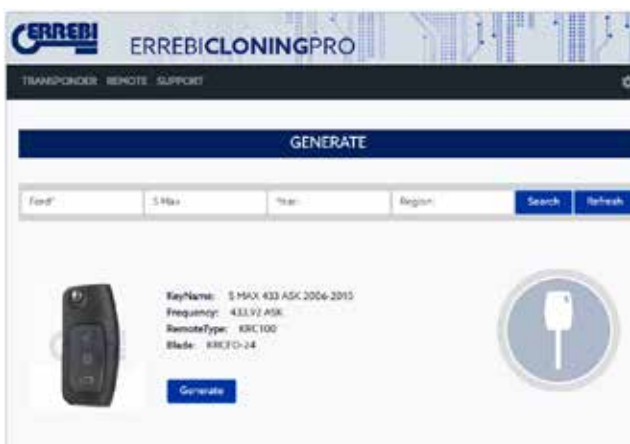 ERREBI
ERREBICLONINGPRO
TRANSPONDER REMOTE SUPPORT
GENERATE
Ford* S Max Year: Region: Search Refresh
KeyName: S MAX 433 ASK 2006-2015
Frequency: 433,92 ASK
RemoteType: KRC100
Blade: KRCFO-24
Generate